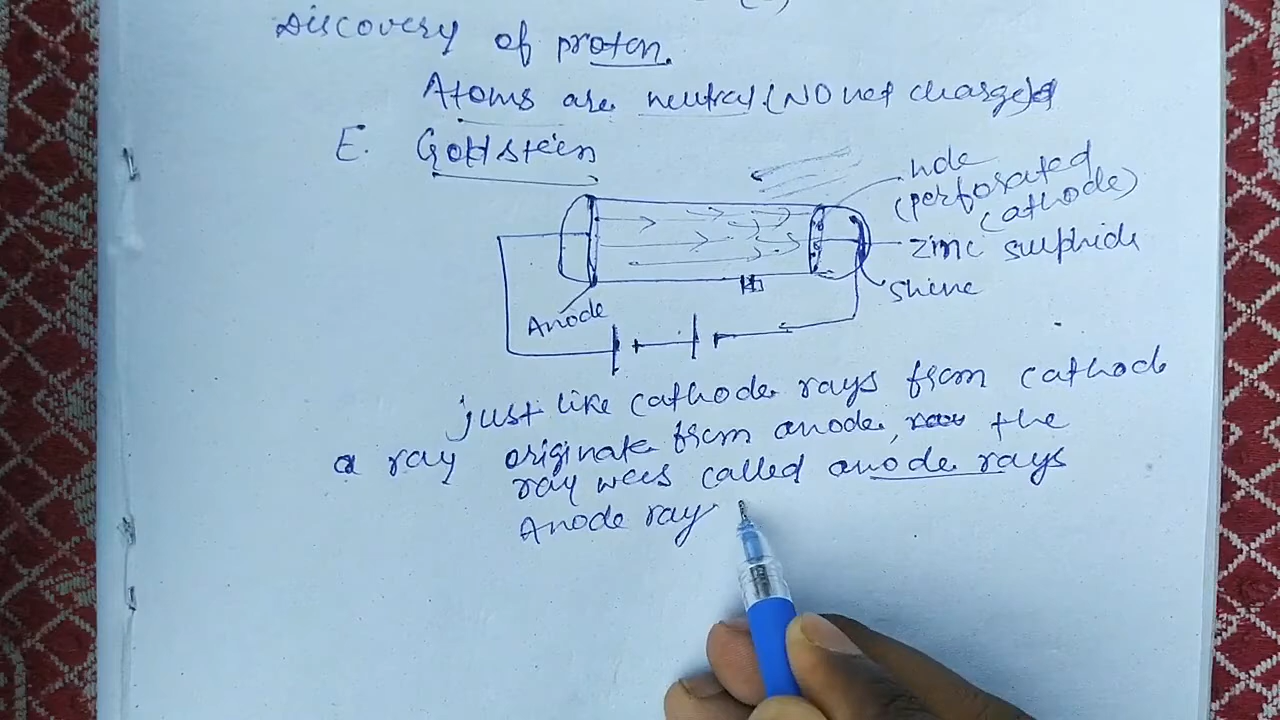 Discovery of proton.
Atoms are neutral (NO net charge)
E. Goldstein
hole
(perforated
cathode)
zinc sulphide
shine
Anode
just like cathode rays from cathode
a ray originate from anode, the
ray was called anode rays
Anode ray